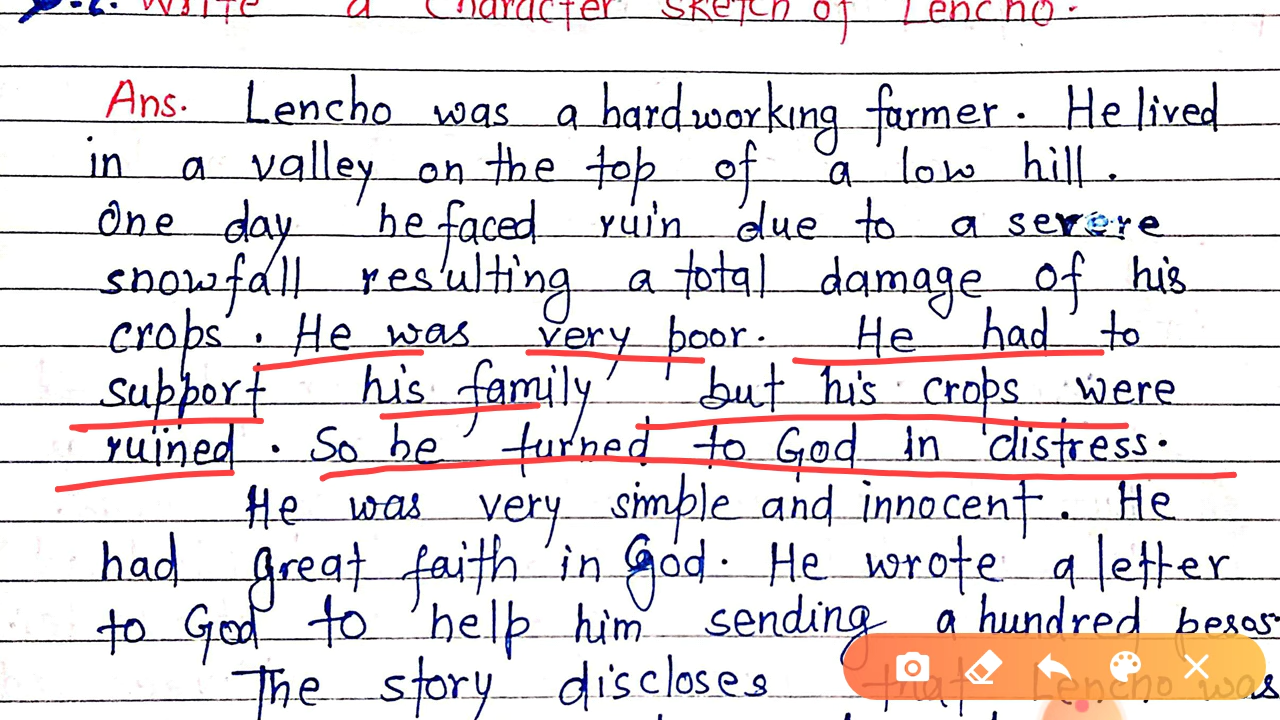 Write a Character sketch of Lencho.
Ans. Lencho was a hardworking farmer. He lived
in a valley on the top of a low hill.
One day he faced ruin due to a severe
snowfall resulting a total damage of his
crops. He was very poor. He had to
support his family but his crops were
ruined. So he turned to God in distress.
He was very simple and innocent. He
had great faith in God. He wrote a letter
to God to help him sending a hundred pesos.
The story discloses that Lencho was